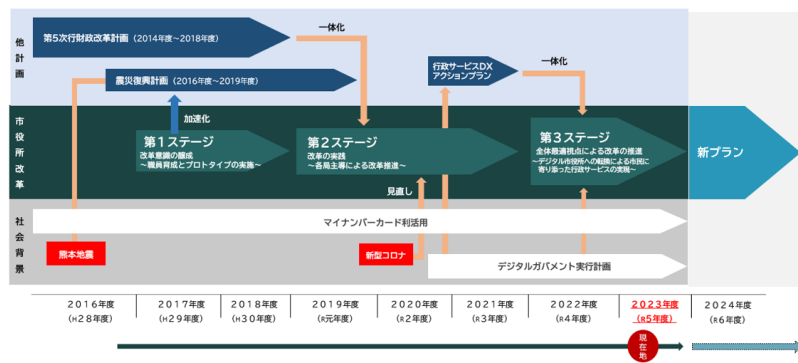 他計画
第5次行財政改革計画（2014年度～2018年度）
一体化
震災復興計画（2016年度～2019年度）
行政サービスDX
アクションプラン
一体化
加速化
市役所改革
第１ステージ
改革意識の醸成
～職員育成とプロトタイプの実施～
第２ステージ
改革の実践
～各局主導による改革推進～
第３ステージ
全体最適視点による改革の推進
～デジタル市役所への転換による市民に
寄り添った行政サービスの実現～
新プラン
見直し
社会背景
マイナンバーカード利活用
熊本地震
新型コロナ
デジタルガバメント実行計画
２０１６年度
（H２８年度）
２０１７年度
（H２９年度）
２０１８年度
（H３０年度）
２０１９年度
（R元年度）
２０２０年度
（R２年度）
２０２１年度
（R３年度）
２０２２年度
（R４年度）
２０２３年度
（R５年度）
２０２４年度
（R６年度）
現在地